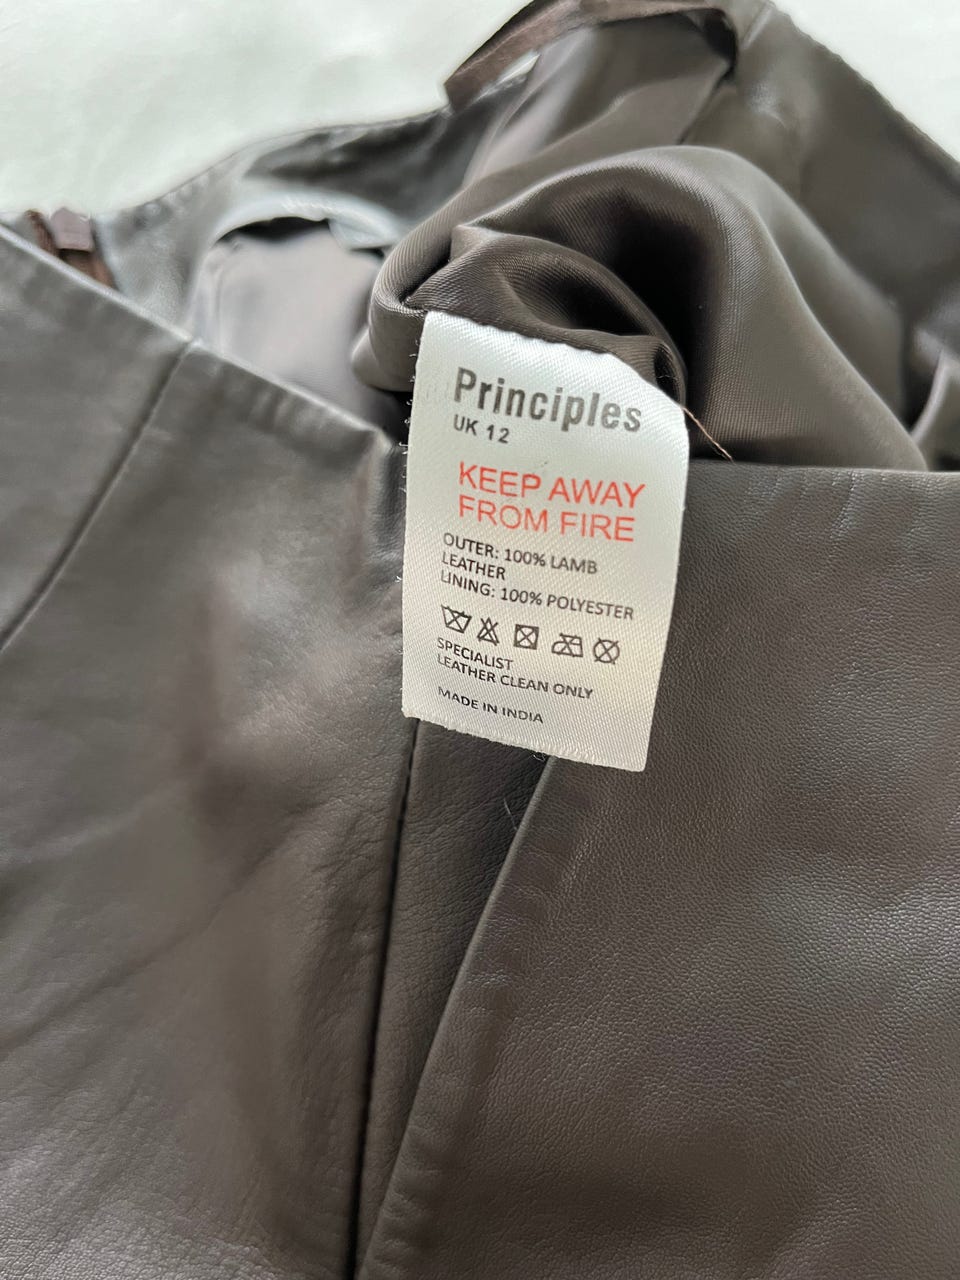 Principles
UK 12
KEEP AWAY
FROM FIRE
OUTER: 100% LAMB
LEATHER
LINING: 100% POLYESTER
SPECIALIST
LEATHER CLEAN ONLY
MADE IN INDIA